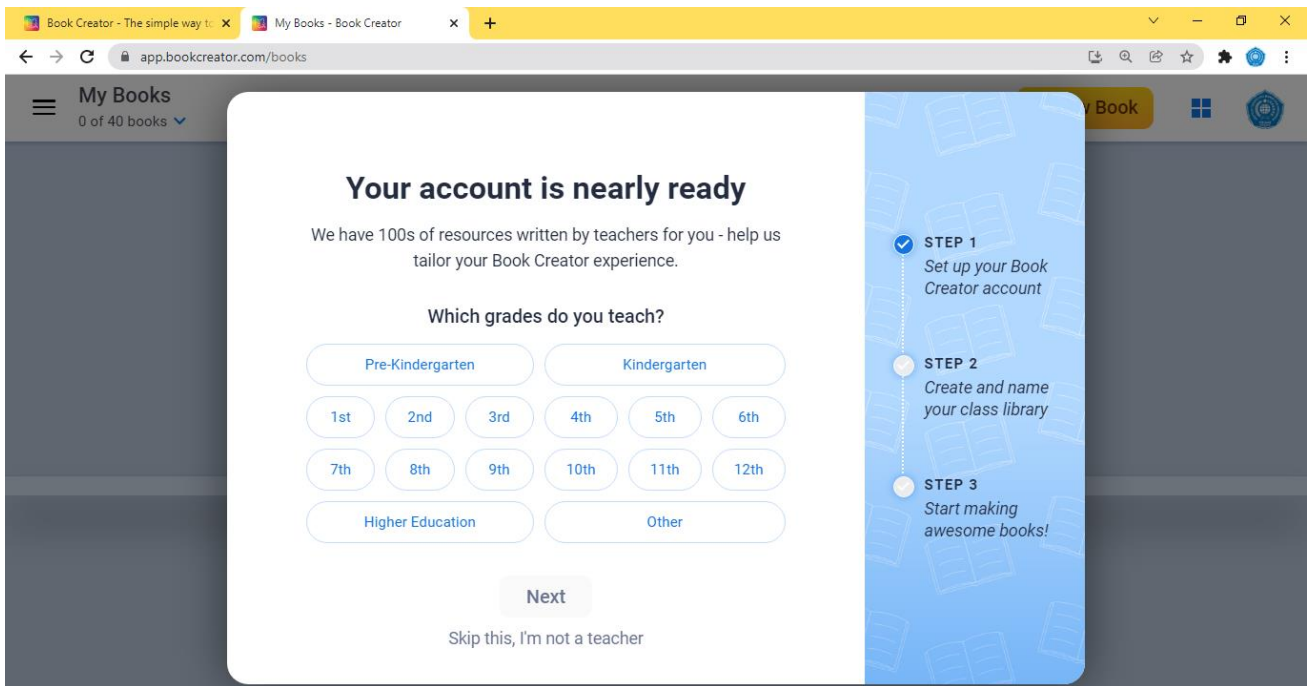 Book Creator - The simple way to
My Books - Book Creator
app.bookcreator.com/books
My Books
0 of 40 books
Book
Your account is nearly ready
We have 100s of resources written by teachers for you - help us
tailor your Book Creator experience.
Which grades do you teach?
Pre-Kindergarten Kindergarten
1st 2nd 3rd 4th 5th 6th
7th 8th 9th 10th 11th 12th
Higher Education Other
Next
Skip this, I'm not a teacher
STEP 1
Set up your Book
Creator account
STEP 2
Create and name
your class library
STEP 3
Start making
awesome books!